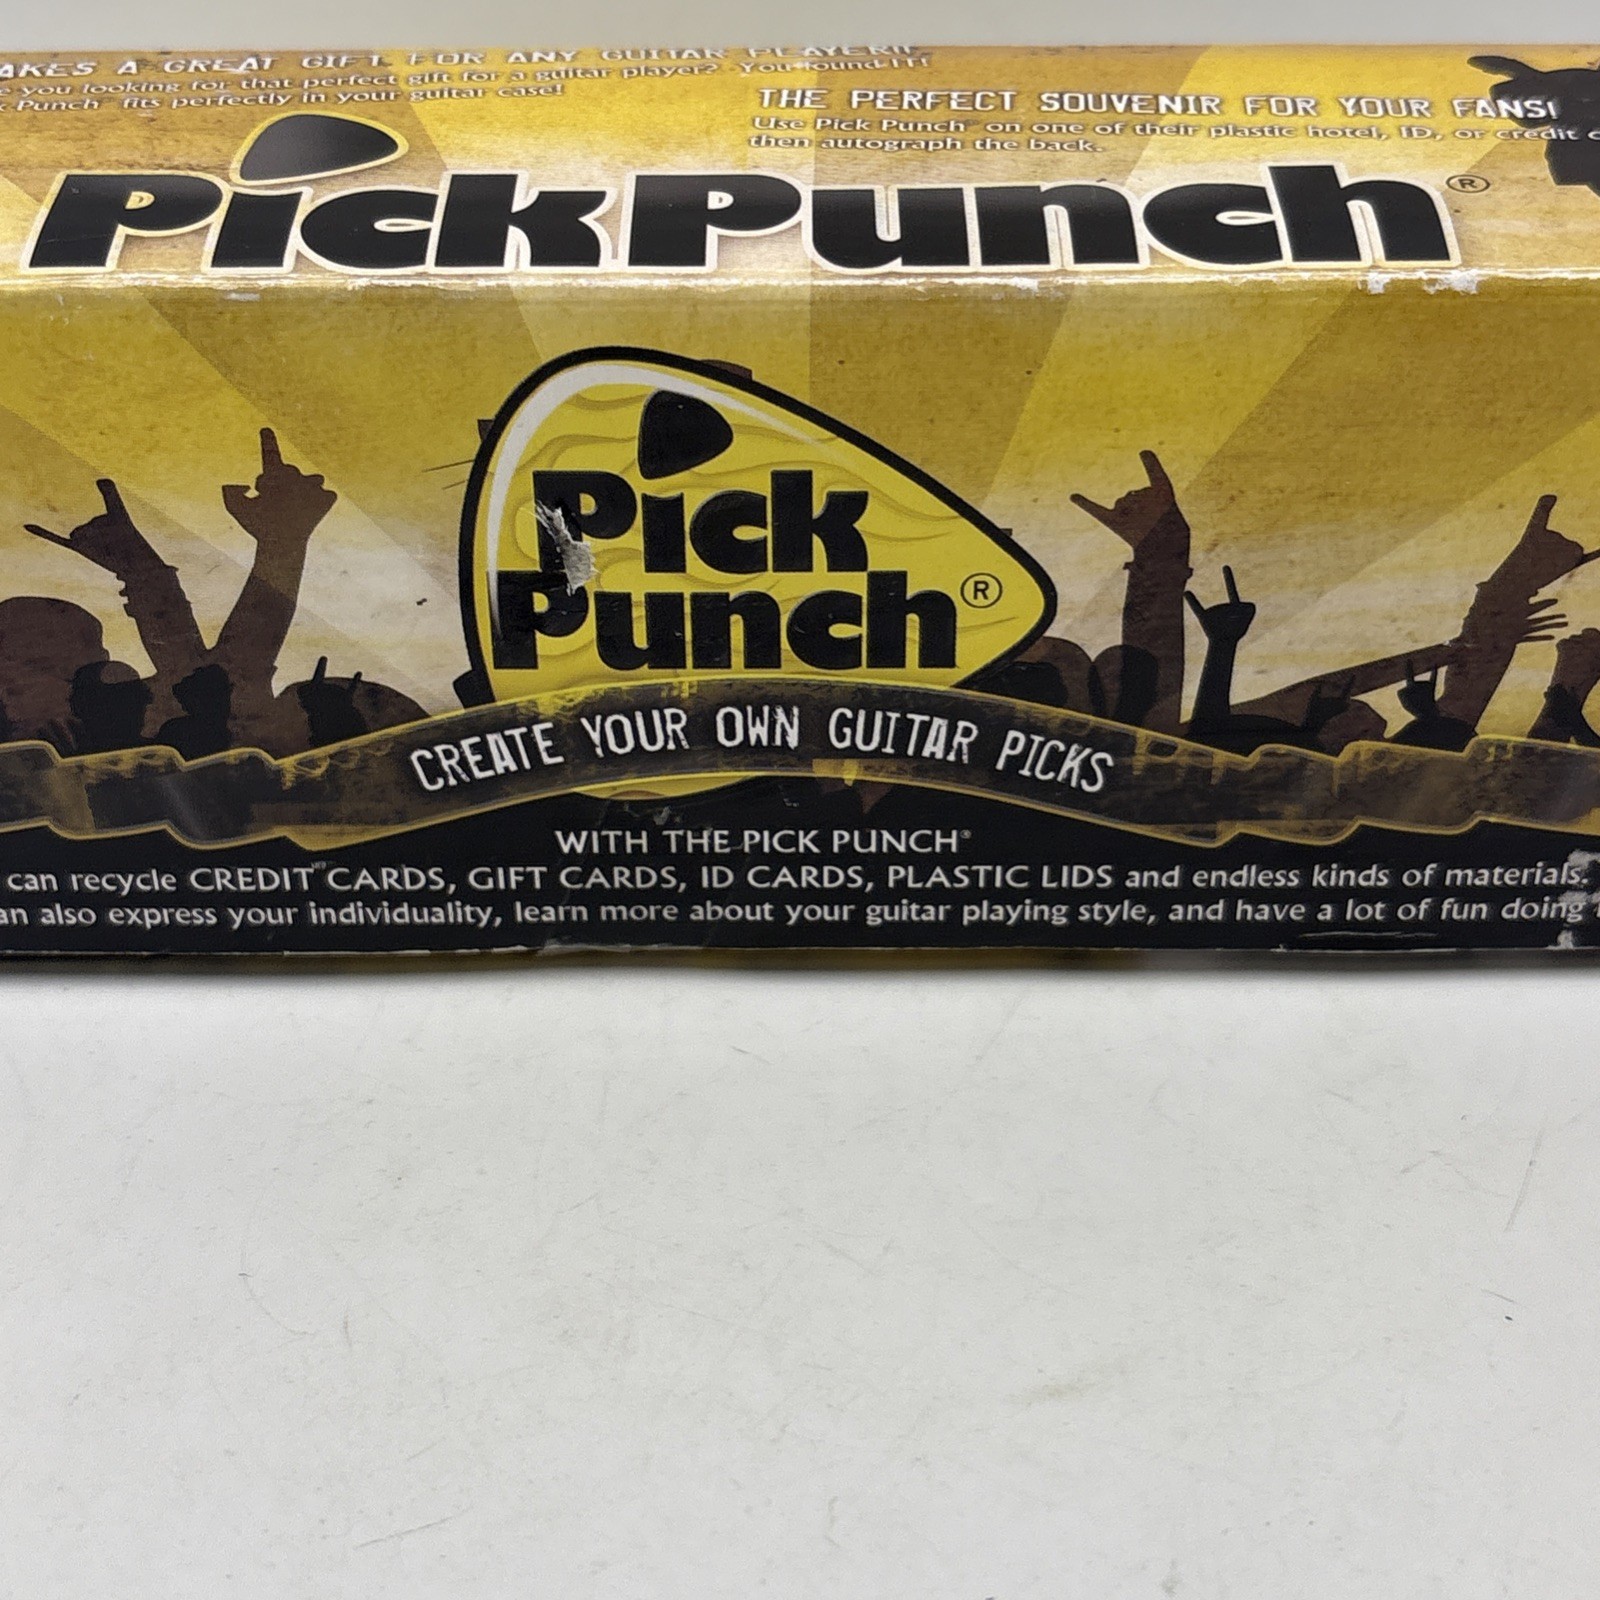 AKES A GREAT GIFT FOR ANY GUITAR PLAYER!!
e you looking for that perfect gift for a guitar player? You found IT!
k Punch fits perfectly in your guitar case!
THE PERFECT SOUVENIR FOR YOUR FANS!
Use Pick Punch® on one of their plastic hotel, ID, or credit c
then autograph the back.
PickPunch®
Pick
Punch®
CREATE YOUR OWN GUITAR PICKS
WITH THE PICK PUNCH®
can recycle CREDIT CARDS, GIFT CARDS, ID CARDS, PLASTIC LIDS and endless kinds of materials.
an also express your individuality, learn more about your guitar playing style, and have a lot of fun doing